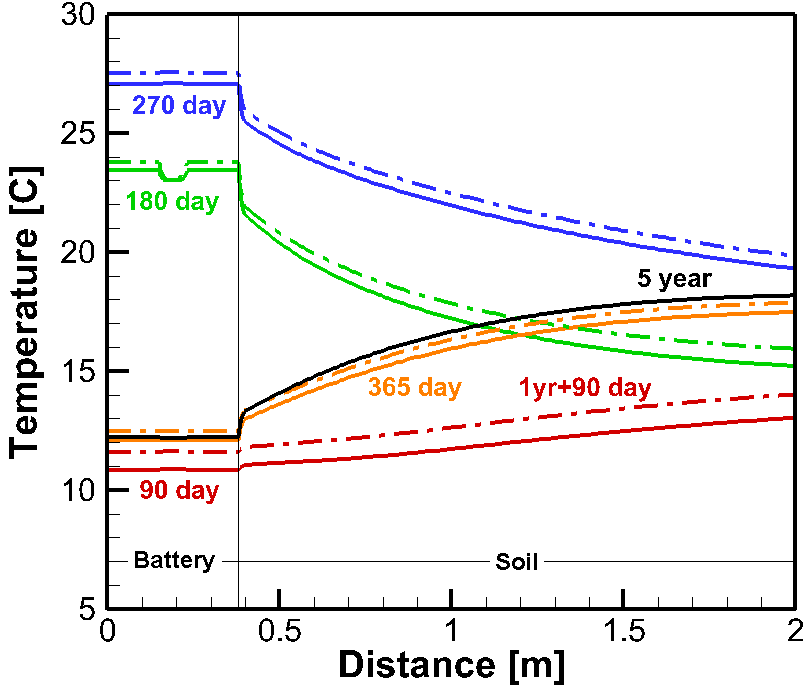 30
25
20
15
10
5
Temperature [C]
270 day
180 day
5 year
365 day
1yr+90 day
90 day
Battery
Soil
0
0.5
1
1.5
2
Distance [m]